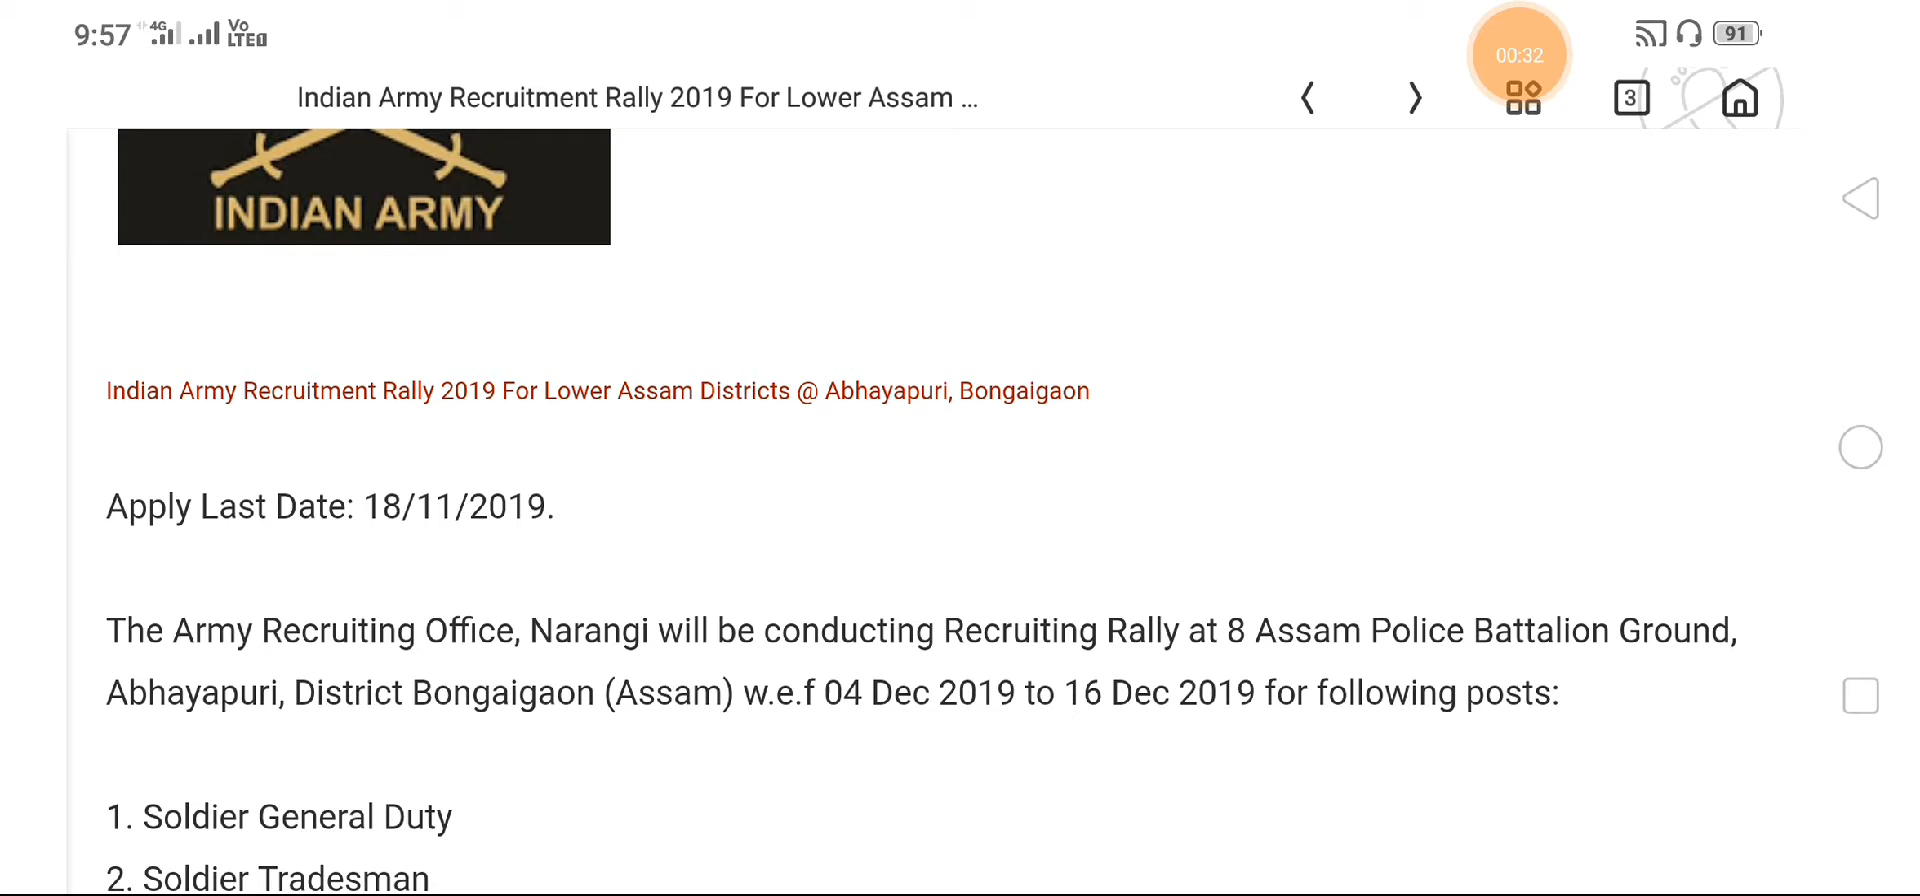 9:57 4G Vo LTE 91
00:32
Indian Army Recruitment Rally 2019 For Lower Assam ...
3
INDIAN ARMY
Indian Army Recruitment Rally 2019 For Lower Assam Districts @ Abhayapuri, Bongaigaon
Apply Last Date: 18/11/2019.
The Army Recruiting Office, Narangi will be conducting Recruiting Rally at 8 Assam Police Battalion Ground,
Abhayapuri, District Bongaigaon (Assam) w.e.f 04 Dec 2019 to 16 Dec 2019 for following posts:
1. Soldier General Duty
2. Soldier Tradesman